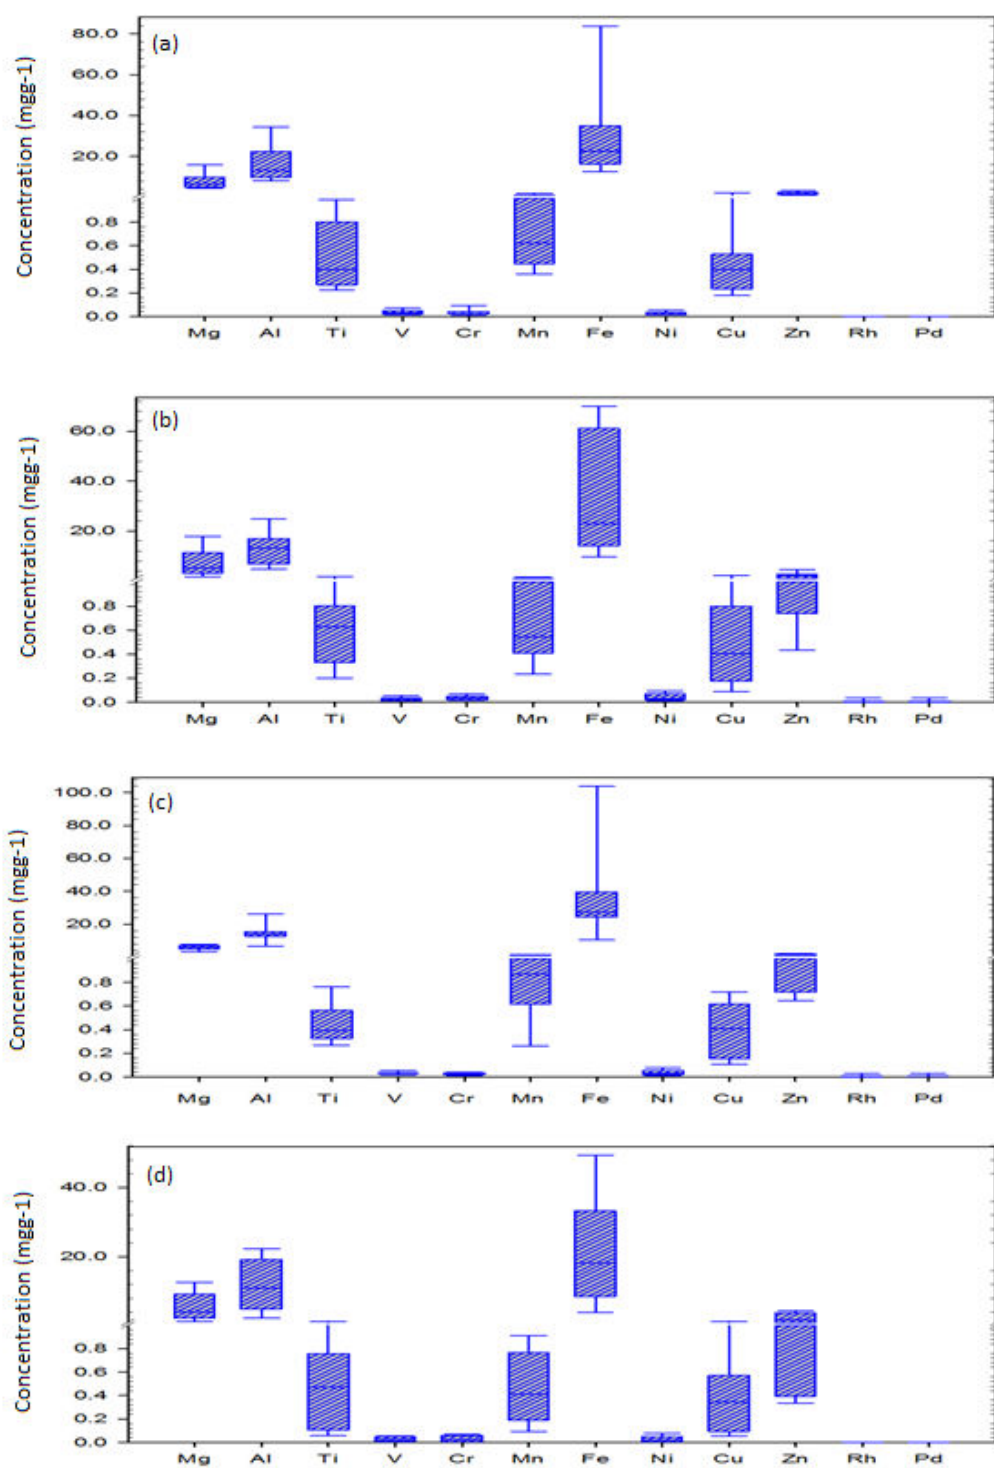 (a)
Concentration (mgg-1)
80.0
60.0
40.0
20.0
0.8
0.6
0.4
0.2
0.0
Mg Al Ti V Cr Mn Fe Ni Cu Zn Rh Pd
(b)
Concentration (mgg-1)
60.0
40.0
20.0
0.8
0.6
0.4
0.2
0.0
Mg Al Ti V Cr Mn Fe Ni Cu Zn Rh Pd
(c)
Concentration (mgg-1)
100.0
80.0
60.0
40.0
20.0
0.8
0.6
0.4
0.2
0.0
Mg Al Ti V Cr Mn Fe Ni Cu Zn Rh Pd
(d)
Concentration (mgg-1)
40.0
20.0
0.8
0.6
0.4
0.2
0.0
Mg Al Ti V Cr Mn Fe Ni Cu Zn Rh Pd